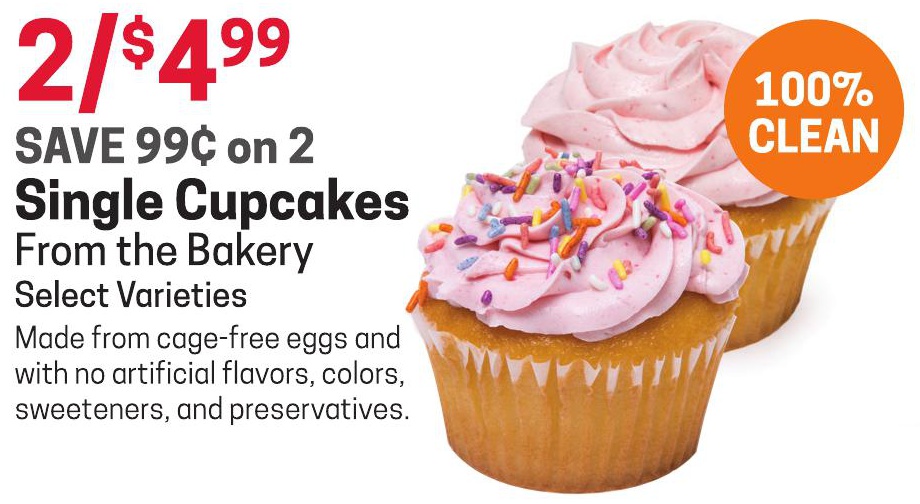 2/$4.99
SAVE 99¢ on 2
Single Cupcakes
From the Bakery
Select Varieties
Made from cage-free eggs and
with no artificial flavors, colors,
sweeteners, and preservatives.
100%
CLEAN